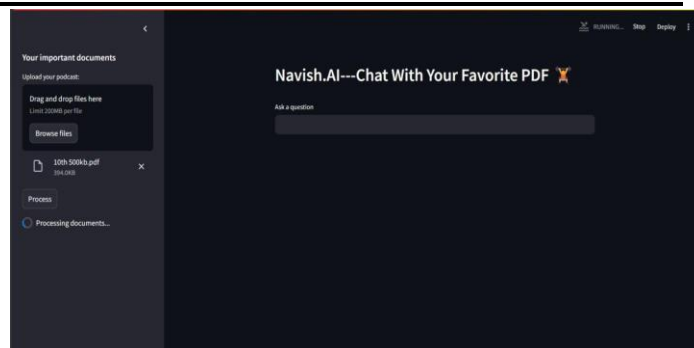 RUNNING... Stop Deploy
Your important documents
Upload your podcast:
Drag and drop files here
Limit 200MB per file
Browse files
10th 500kb.pdf
394.0KB
Process
Processing documents...
Navish.AI---Chat With Your Favorite PDF
Ask a question